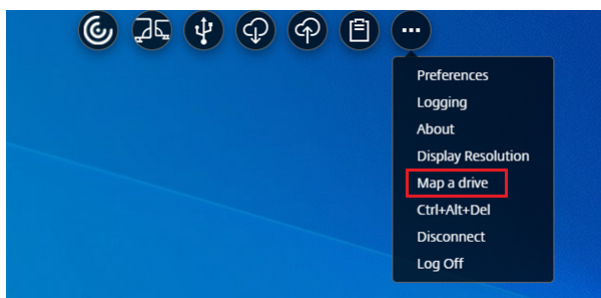 Preferences
Logging
About
Display Resolution
Map a drive
Ctrl+Alt+Del
Disconnect
Log Off